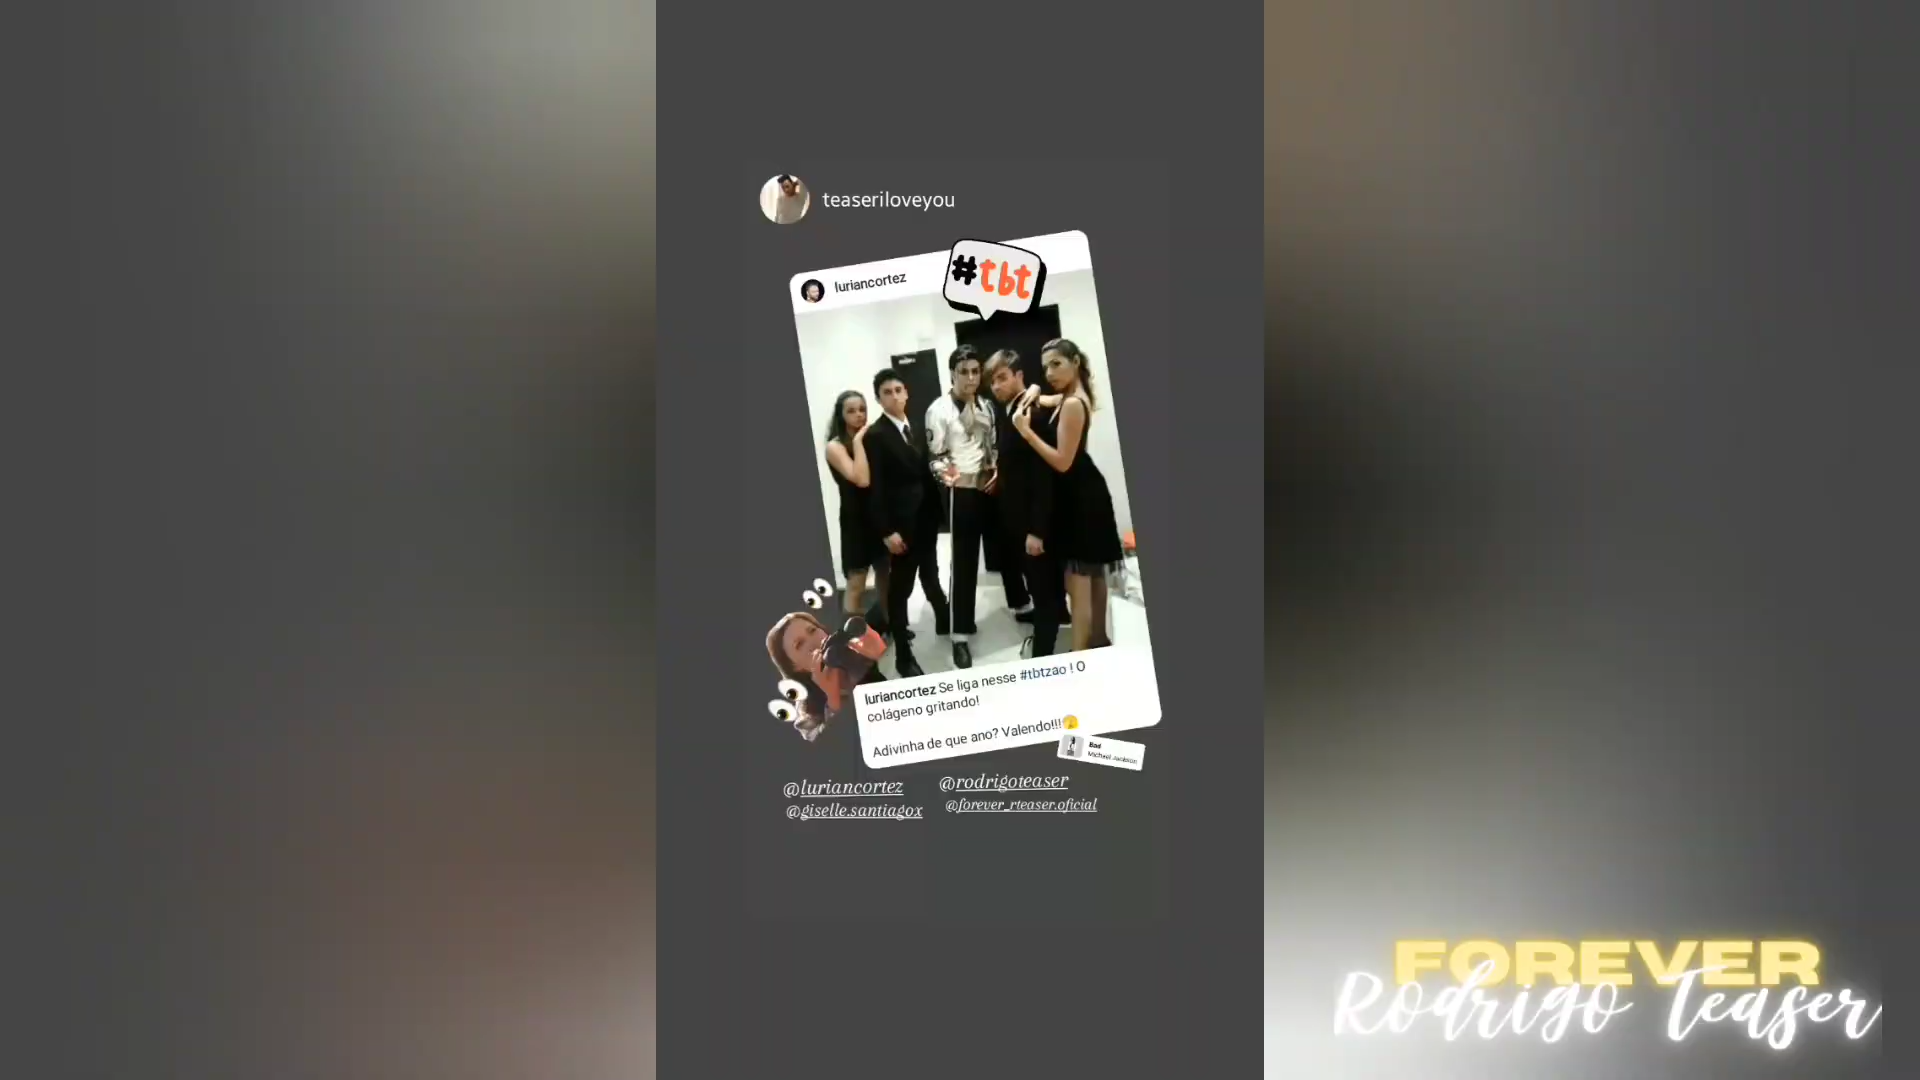 teaseriloveyou
luriancortez
#tbt
luriancortez Se liga nesse #tbtzao ! O
colágeno gritando!
Adivinha de que ano? Valendo!!!
Bad
Michael Jackson
@luriancortez
@rodrigoteaser
@giselle.santiagox
@forever_rteaser.oficial
FOREVER
Rodrigo Teaser